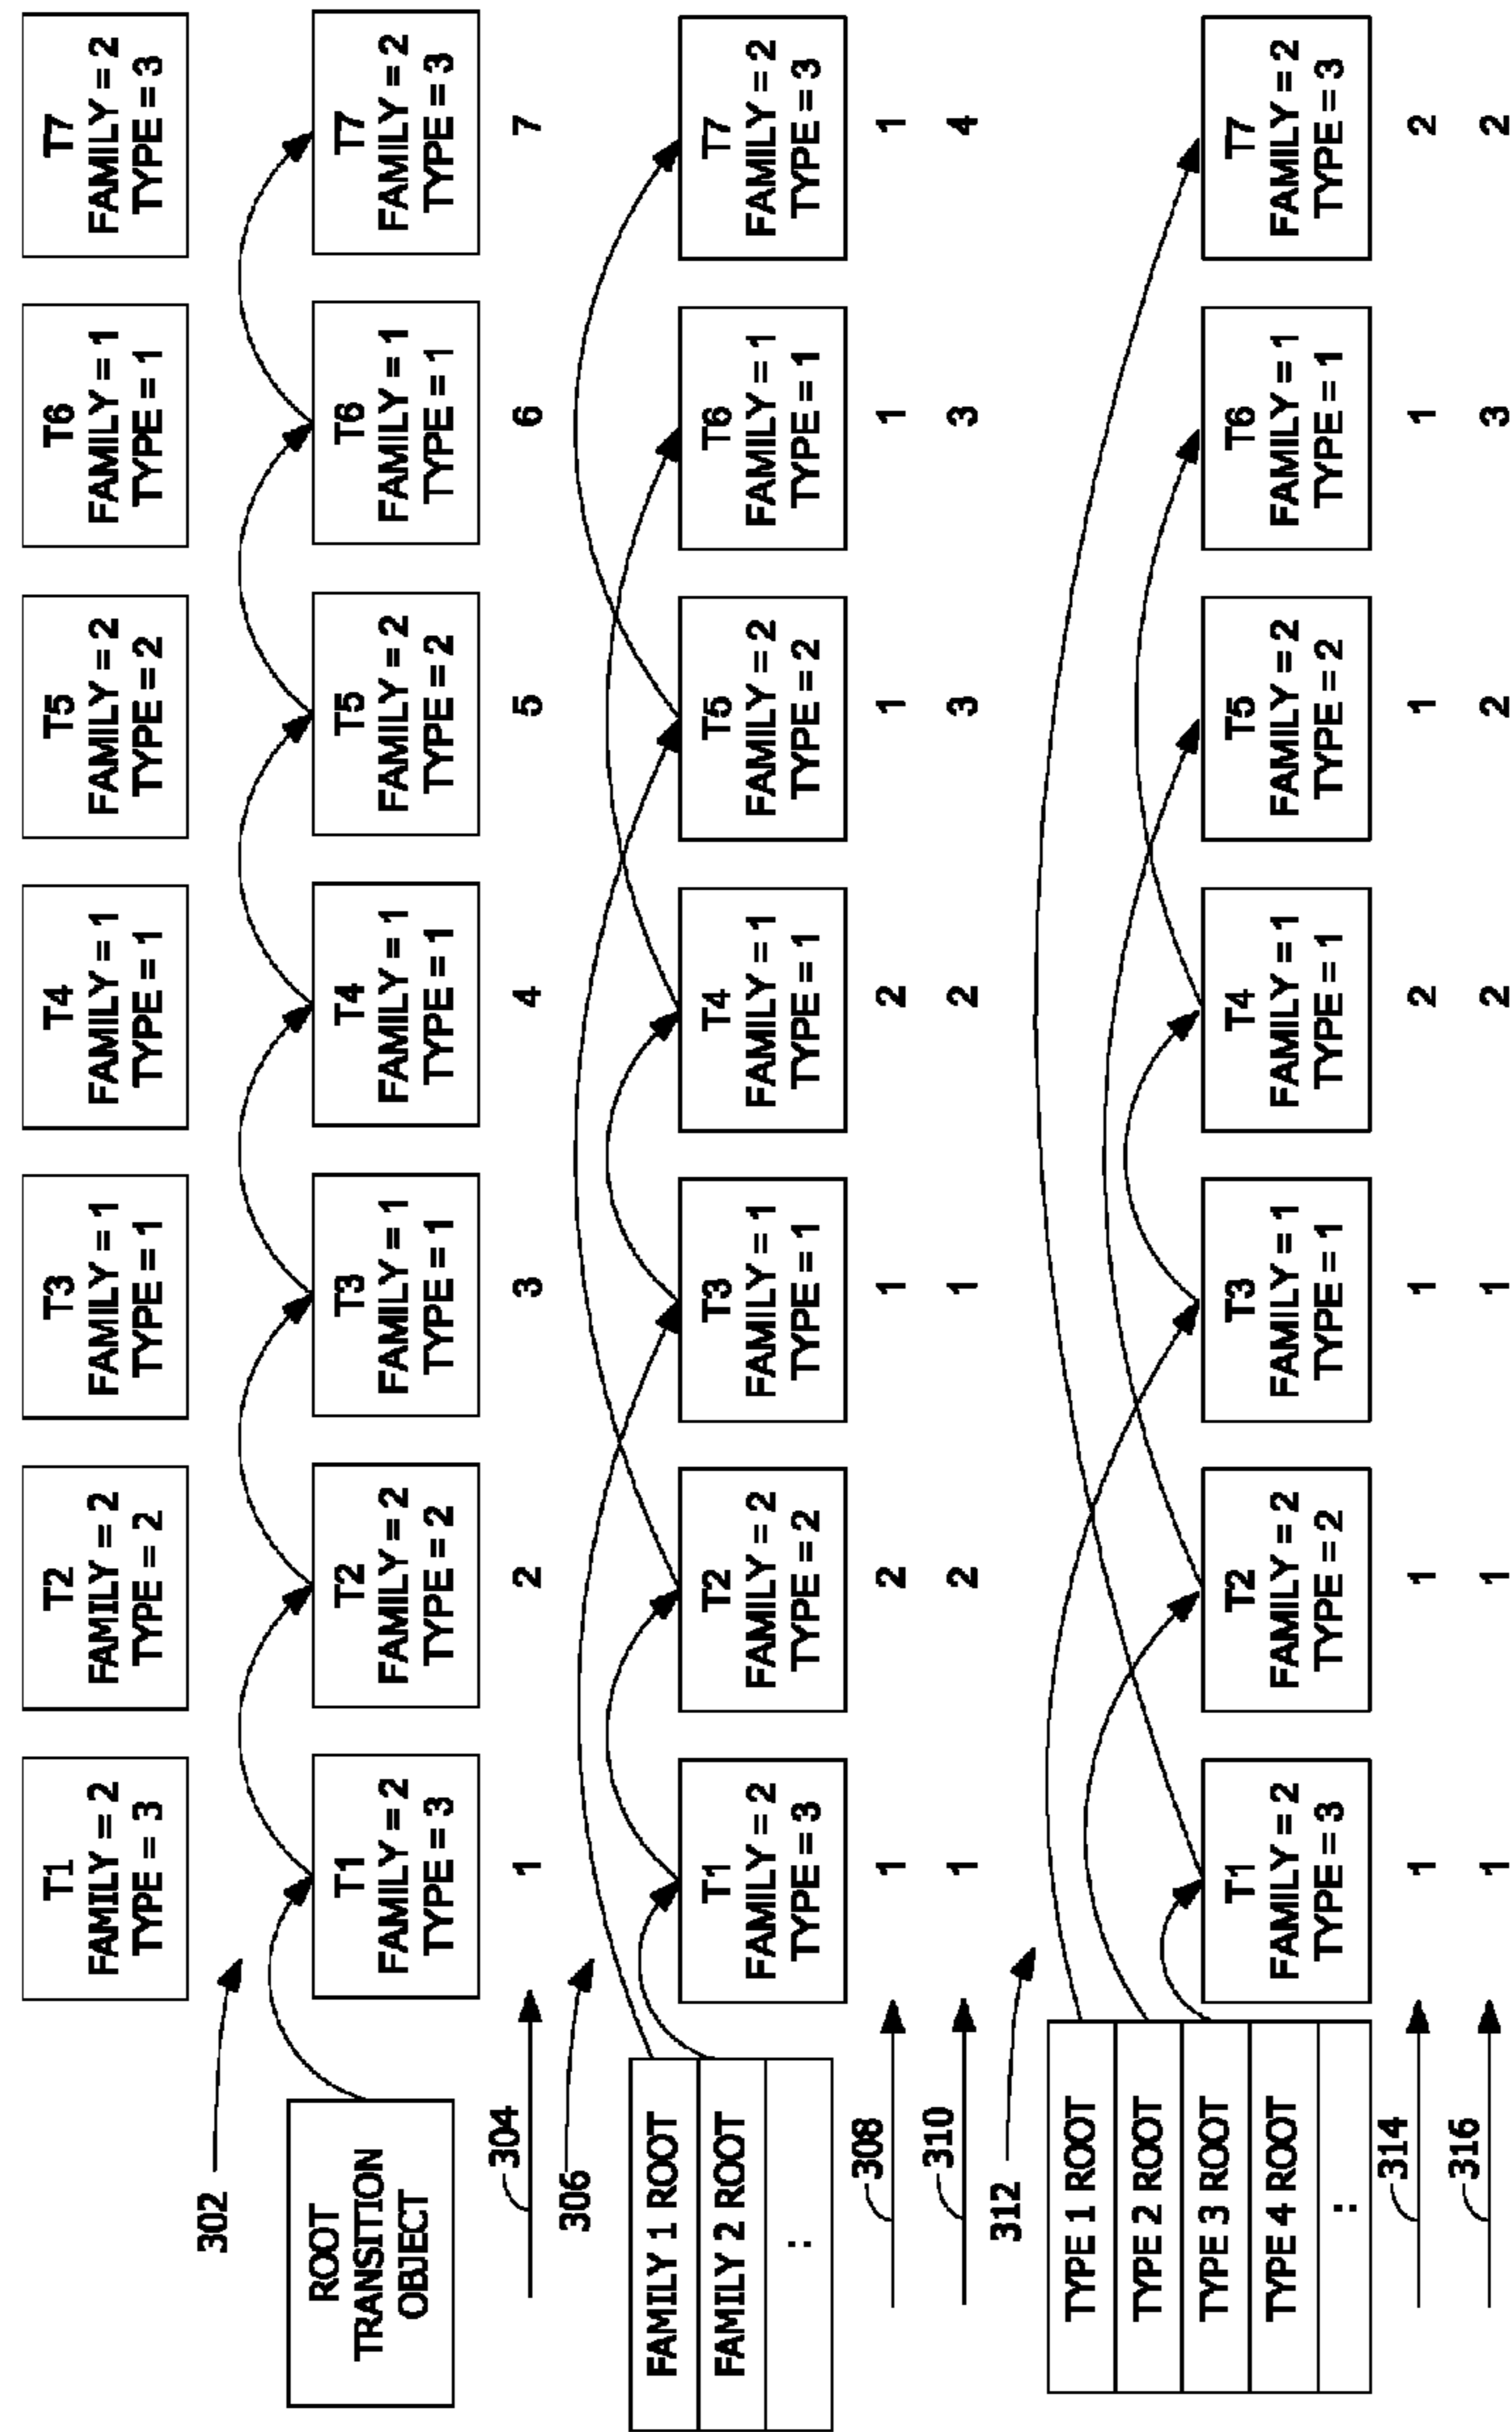 T1
FAMILY = 2
TYPE = 3
T2
FAMILY = 2
TYPE = 2
T3
FAMILY = 1
TYPE = 1
T4
FAMILY = 1
TYPE = 1
T5
FAMILY = 2
TYPE = 2
T6
FAMILY = 1
TYPE = 1
T7
FAMILY = 2
TYPE = 3
302
ROOT
TRANSITION
OBJECT
T1
FAMILY = 2
TYPE = 3
T2
FAMILY = 2
TYPE = 2
T3
FAMILY = 1
TYPE = 1
T4
FAMILY = 1
TYPE = 1
T5
FAMILY = 2
TYPE = 2
T6
FAMILY = 1
TYPE = 1
T7
FAMILY = 2
TYPE = 3
304
1 2 3 4 5 6 7
306
FAMILY 1 ROOT
FAMILY 2 ROOT
:
T1
FAMILY = 2
TYPE = 3
T2
FAMILY = 2
TYPE = 2
T3
FAMILY = 1
TYPE = 1
T4
FAMILY = 1
TYPE = 1
T5
FAMILY = 2
TYPE = 2
T6
FAMILY = 1
TYPE = 1
T7
FAMILY = 2
TYPE = 3
308
1 2 1 2 1 1 1
310
1 2 1 2 3 3 4
312
TYPE 1 ROOT
TYPE 2 ROOT
TYPE 3 ROOT
TYPE 4 ROOT
:
T1
FAMILY = 2
TYPE = 3
T2
FAMILY = 2
TYPE = 2
T3
FAMILY = 1
TYPE = 1
T4
FAMILY = 1
TYPE = 1
T5
FAMILY = 2
TYPE = 2
T6
FAMILY = 1
TYPE = 1
T7
FAMILY = 2
TYPE = 3
314
1 1 1 2 1 1 2
316
1 1 1 2 2 3 2